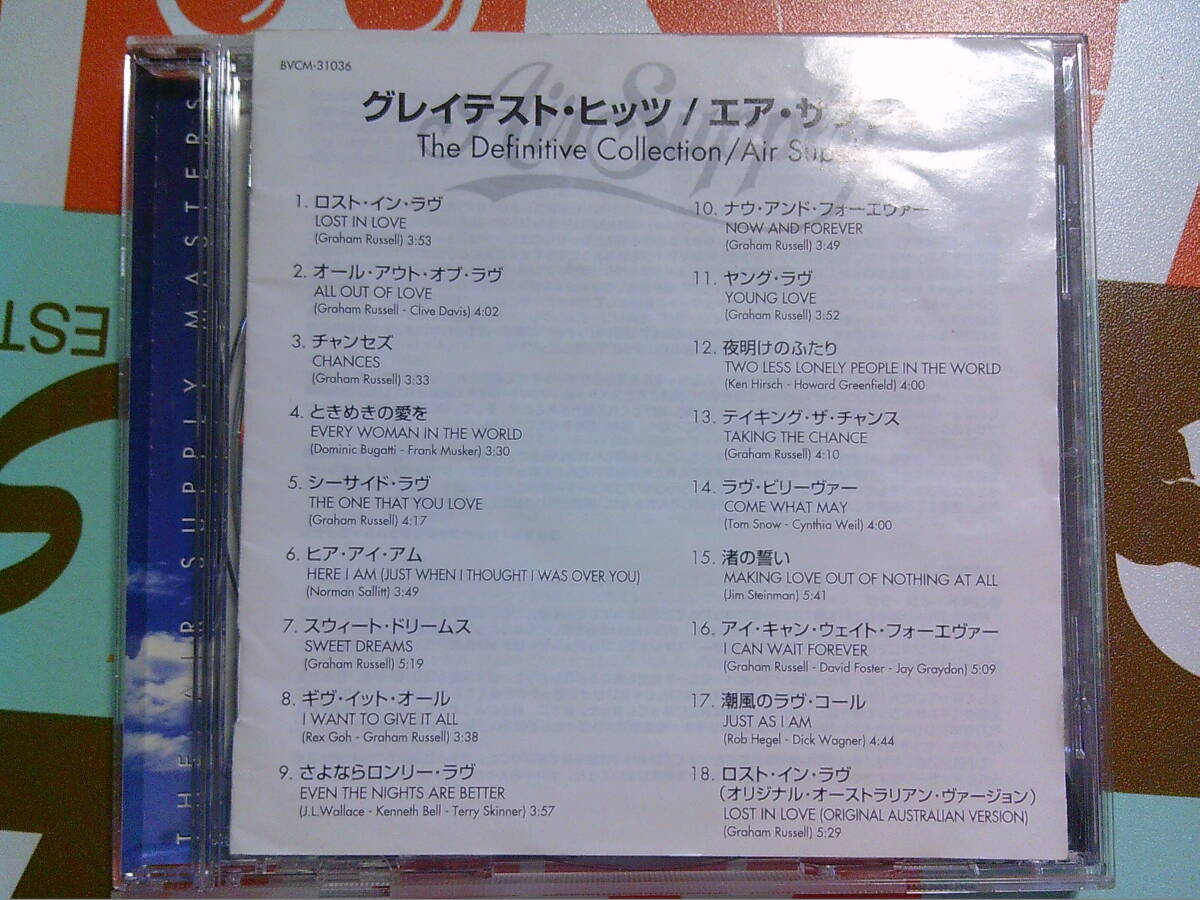 BVCM-31036
グレイテスト・ヒッツ / エア・サプライ
The Definitive Collection/Air Supply
1. ロスト・イン・ラヴ
LOST IN LOVE
(Graham Russell) 3:53
2. オール・アウト・オブ・ラヴ
ALL OUT OF LOVE
(Graham Russell - Clive Davis) 4:02
3. チャンセズ
CHANCES
(Graham Russell) 3:33
4. ときめきの愛を
EVERY WOMAN IN THE WORLD
(Dominic Bugatti - Frank Musker) 3:30
5. シーサイド・ラヴ
THE ONE THAT YOU LOVE
(Graham Russell) 4:17
6. ヒア・アイ・アム
HERE I AM (JUST WHEN I THOUGHT I WAS OVER YOU)
(Norman Sallitt) 3:49
7. スウィート・ドリームス
SWEET DREAMS
(Graham Russell) 5:19
8. ギヴ・イット・オール
I WANT TO GIVE IT ALL
(Rex Goh - Graham Russell) 3:38
9. さよならロンリー・ラヴ
EVEN THE NIGHTS ARE BETTER
(J.L.Wallace - Kenneth Bell - Terry Skinner) 3:57
10. ナウ・アンド・フォーエヴァー
NOW AND FOREVER
(Graham Russell) 3:49
11. ヤング・ラヴ
YOUNG LOVE
(Graham Russell) 3:52
12. 夜明けのふたり
TWO LESS LONELY PEOPLE IN THE WORLD
(Ken Hirsch - Howard Greenfield) 4:00
13. テイキング・ザ・チャンス
TAKING THE CHANCE
(Graham Russell) 4:10
14. ラヴ・ビリーヴァー
COME WHAT MAY
(Tom Snow - Cynthia Weil) 4:00
15. 渚の誓い
MAKING LOVE OUT OF NOTHING AT ALL
(Jim Steinman) 5:41
16. アイ・キャン・ウェイト・フォーエヴァー
I CAN WAIT FOREVER
(Graham Russell - David Foster - Jay Graydon) 5:09
17. 潮風のラヴ・コール
JUST AS I AM
(Rob Hegel - Dick Wagner) 4:44
18. ロスト・イン・ラヴ
(オリジナル・オーストラリアン・ヴァージョン)
LOST IN LOVE (ORIGINAL AUSTRALIAN VERSION)
(Graham Russell) 5:29
Air Supply
THE AIR SUPPLY MASTERS
EST